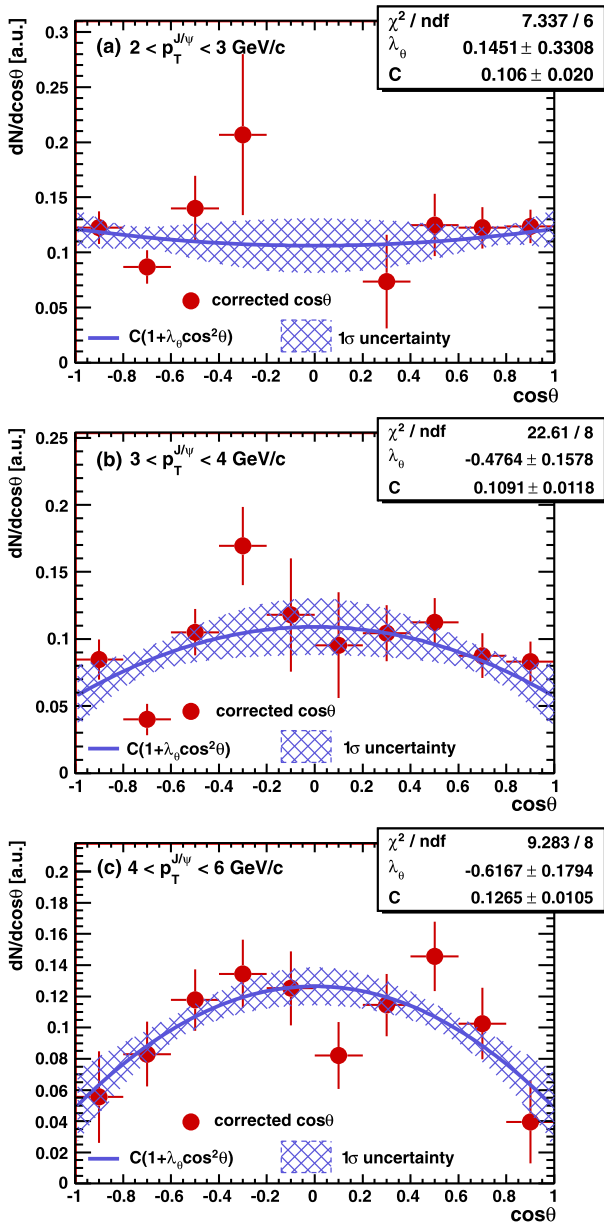 dN/dcosθ [a.u.]
(a) 2 < p_T^{J/ψ} < 3 GeV/c
χ² / ndf 7.337 / 6
λ_θ 0.1451 ± 0.3308
C 0.106 ± 0.020
0.3
0.25
0.2
0.15
0.1
0.05
0
corrected cosθ
C(1+λ_θcos²θ)
1σ uncertainty
-1 -0.8 -0.6 -0.4 -0.2 0 0.2 0.4 0.6 0.8 1
cosθ
dN/dcosθ [a.u.]
(b) 3 < p_T^{J/ψ} < 4 GeV/c
χ² / ndf 22.61 / 8
λ_θ -0.4764 ± 0.1578
C 0.1091 ± 0.0118
0.25
0.2
0.15
0.1
0.05
0
corrected cosθ
C(1+λ_θcos²θ)
1σ uncertainty
-1 -0.8 -0.6 -0.4 -0.2 0 0.2 0.4 0.6 0.8 1
cosθ
dN/dcosθ [a.u.]
(c) 4 < p_T^{J/ψ} < 6 GeV/c
χ² / ndf 9.283 / 8
λ_θ -0.6167 ± 0.1794
C 0.1265 ± 0.0105
0.2
0.18
0.16
0.14
0.12
0.1
0.08
0.06
0.04
0.02
0
corrected cosθ
C(1+λ_θcos²θ)
1σ uncertainty
-1 -0.8 -0.6 -0.4 -0.2 0 0.2 0.4 0.6 0.8 1
cosθ